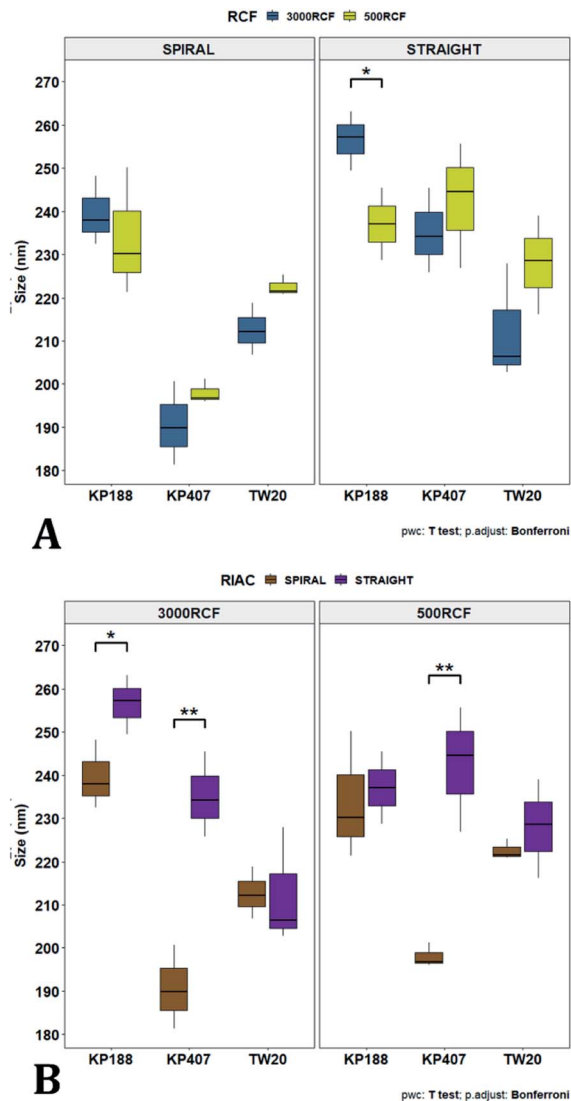 RCF 3000RCF 500RCF
SPIRAL STRAIGHT
270
260
250
240
230
220
210
200
190
180
Size (nm)
*
KP188 KP407 TW20 KP188 KP407 TW20
A
pwc: T test; p.adjust: Bonferroni
RIAC SPIRAL STRAIGHT
3000RCF 500RCF
270
260
250
240
230
220
210
200
190
180
Size (nm)
*
**
**
KP188 KP407 TW20 KP188 KP407 TW20
B
pwc: T test; p.adjust: Bonferroni